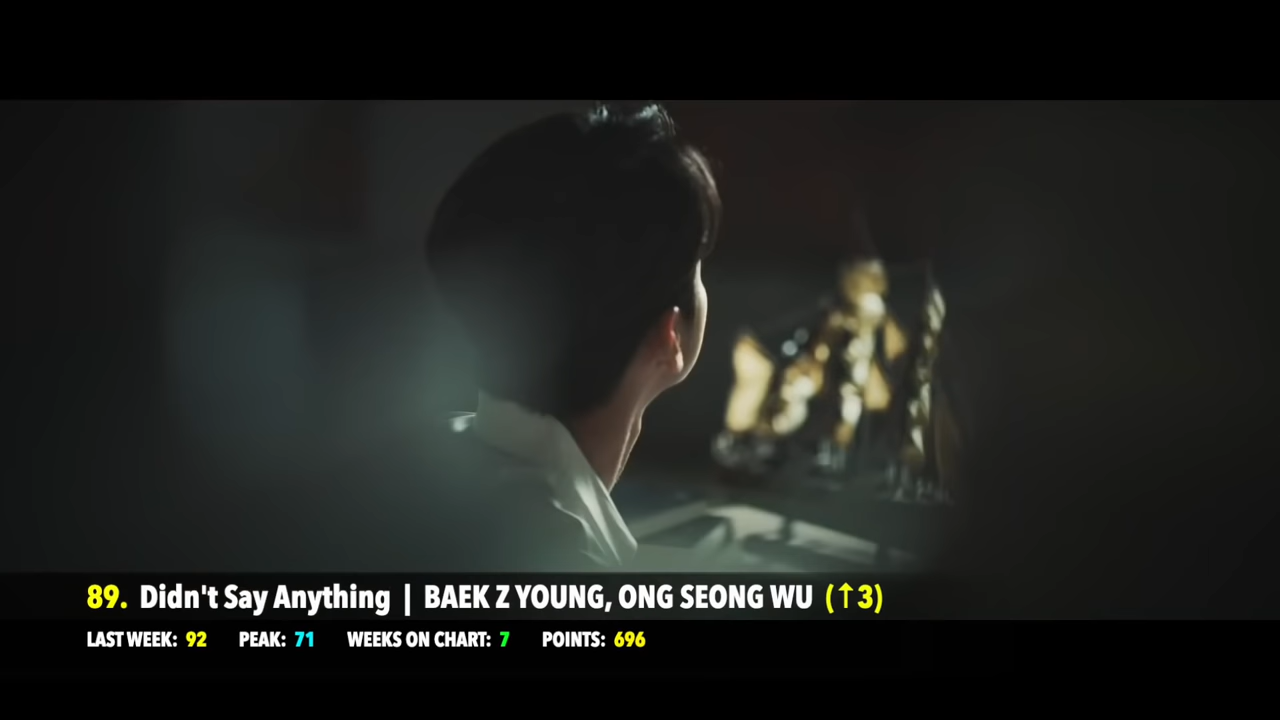 89. Didn't Say Anything | BAEK Z YOUNG, ONG SEONG WU (↑3)
LAST WEEK: 92 PEAK: 71 WEEKS ON CHART: 7 POINTS: 696